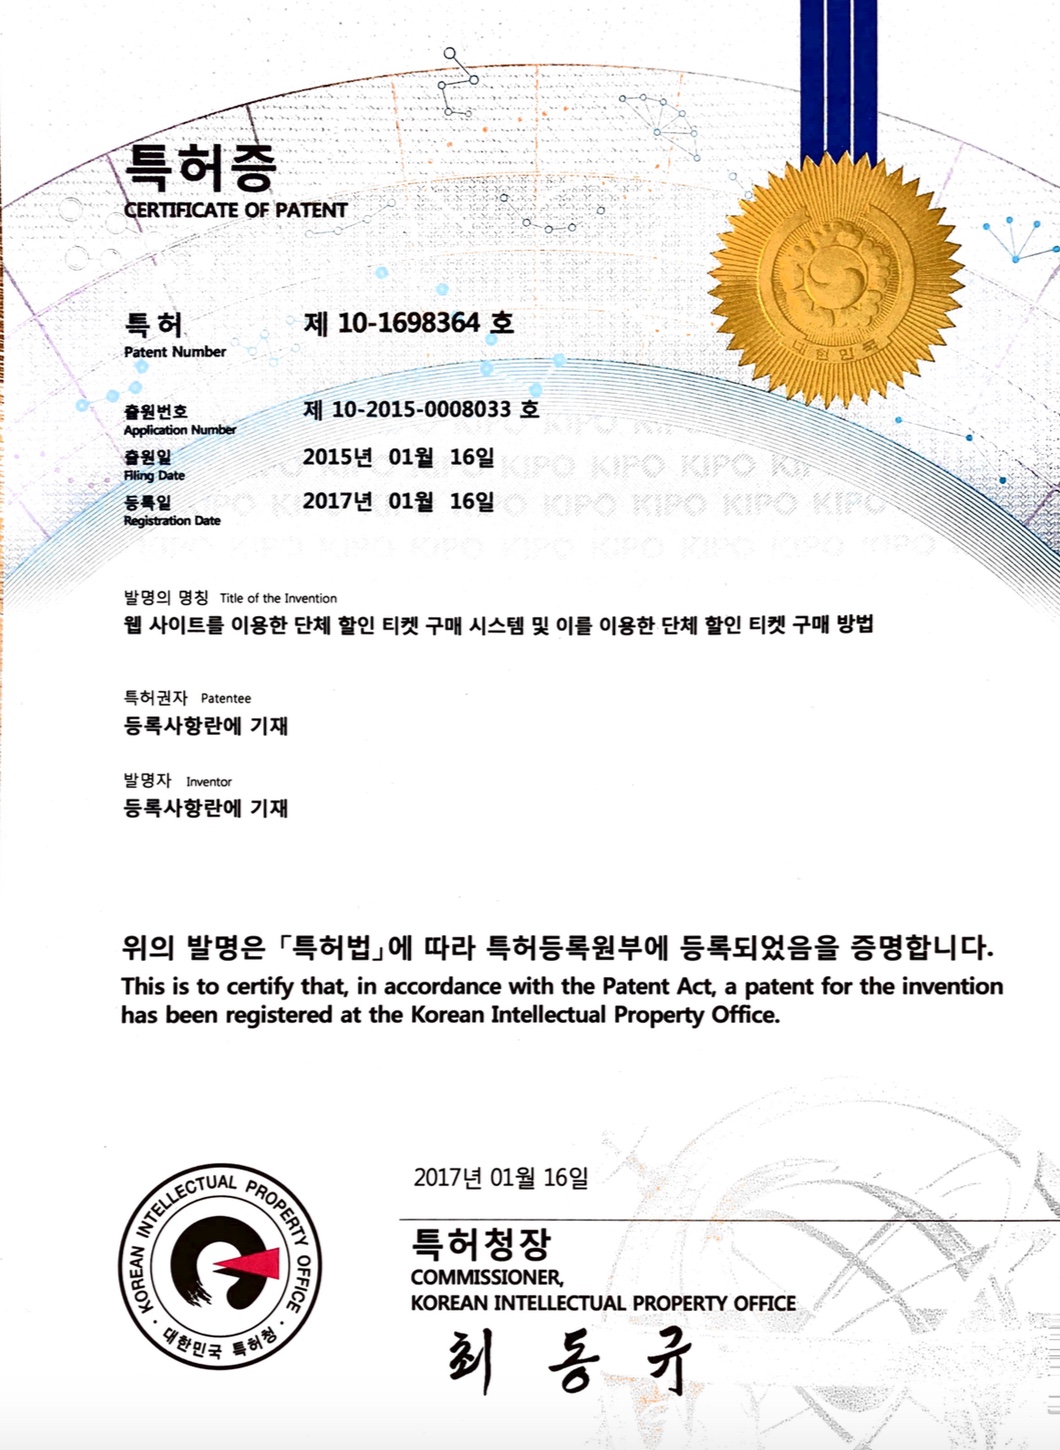 특허증
CERTIFICATE OF PATENT
특허 제 10-1698364 호
Patent Number
출원번호 제 10-2015-0008033 호
Application Number
출원일 2015년 01월 16일
Filing Date
등록일 2017년 01월 16일
Registration Date
KIPO KIPO KIPO
KIPO KIPO KIPO KIPO
KIPO KIPO KIPO KIPO KIPO KIPO KIPO KIPO
발명의 명칭 Title of the Invention
웹 사이트를 이용한 단체 할인 티켓 구매 시스템 및 이를 이용한 단체 할인 티켓 구매 방법
특허권자 Patentee
등록사항란에 기재
발명자 Inventor
등록사항란에 기재
위의 발명은 「특허법」에 따라 특허등록원부에 등록되었음을 증명합니다.
This is to certify that, in accordance with the Patent Act, a patent for the invention
has been registered at the Korean Intellectual Property Office.
2017년 01월 16일
특허청장
COMMISSIONER,
KOREAN INTELLECTUAL PROPERTY OFFICE
최 동 규
KOREAN INTELLECTUAL PROPERTY OFFICE
· 대한민국 특허청 ·
대한민국